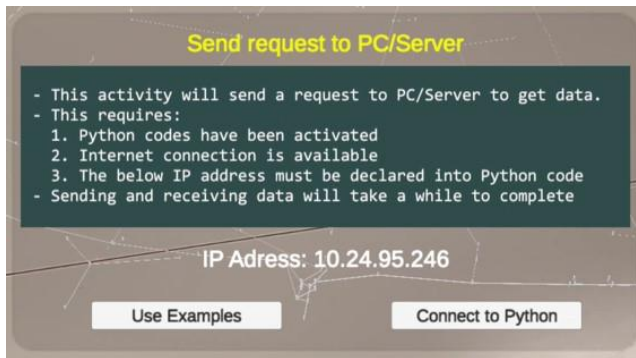 Send request to PC/Server
- This activity will send a request to PC/Server to get data.
- This requires:
1. Python codes have been activated
2. Internet connection is available
3. The below IP address must be declared into Python code
- Sending and receiving data will take a while to complete
IP Adress: 10.24.95.246
Use Examples
Connect to Python